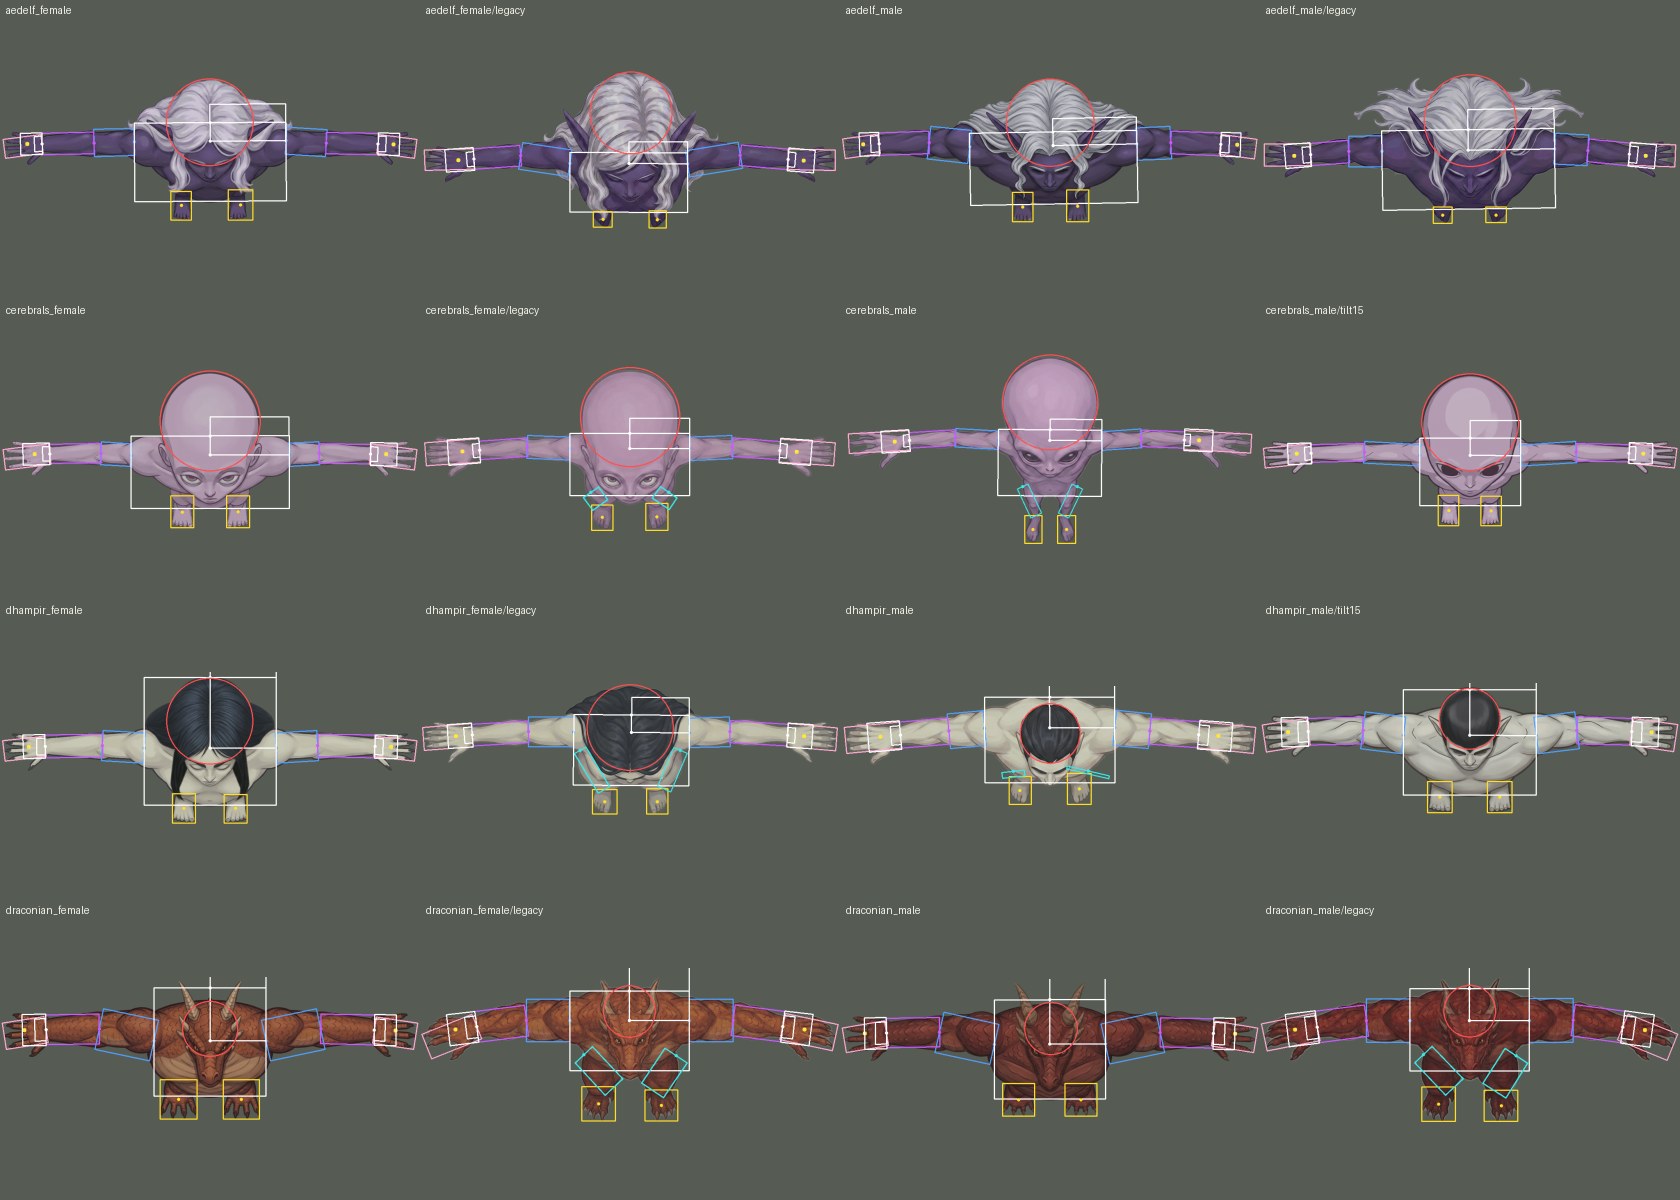 aedelf_female
aedelf_female/legacy
aedelf_male
aedelf_male/legacy
cerebrals_female
cerebrals_female/legacy
cerebrals_male
cerebrals_male/tilt15
dhampir_female
dhampir_female/legacy
dhampir_male
dhampir_male/tilt15
draconian_female
draconian_female/legacy
draconian_male
draconian_male/legacy